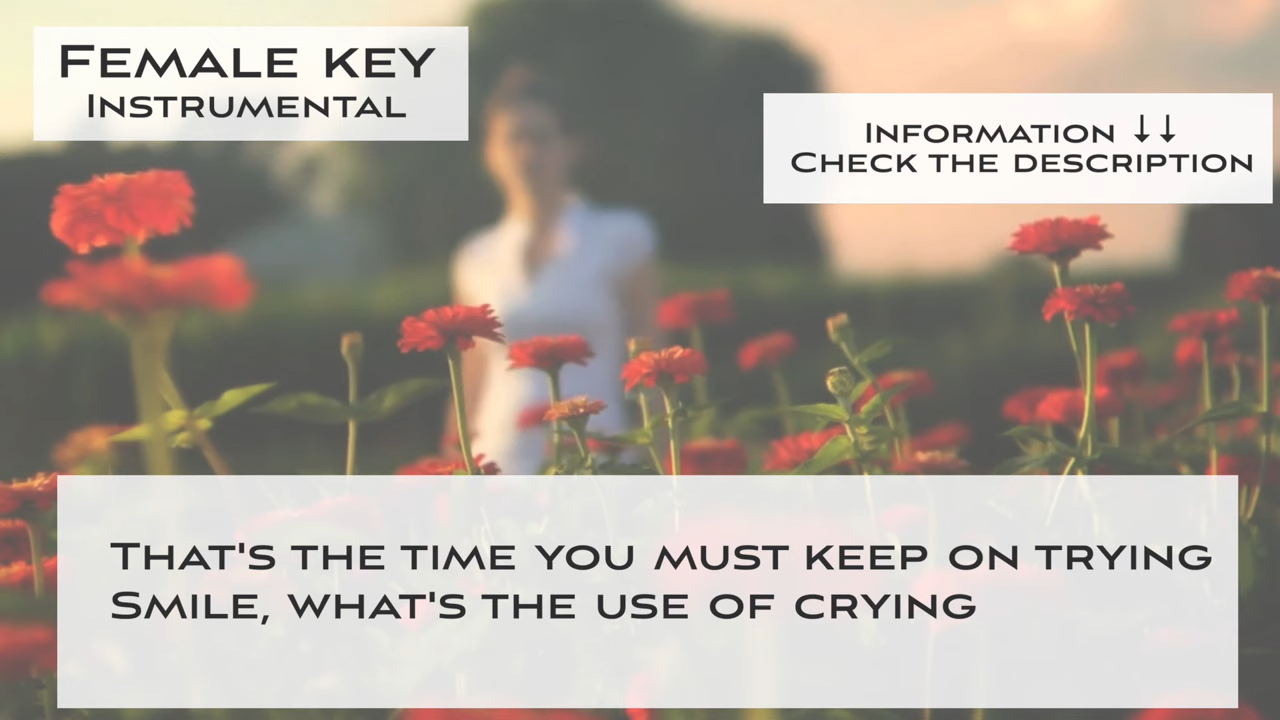 FEMALE KEY
INSTRUMENTAL
INFORMATION ↓↓
CHECK THE DESCRIPTION
THAT'S THE TIME YOU MUST KEEP ON TRYING
SMILE, WHAT'S THE USE OF CRYING